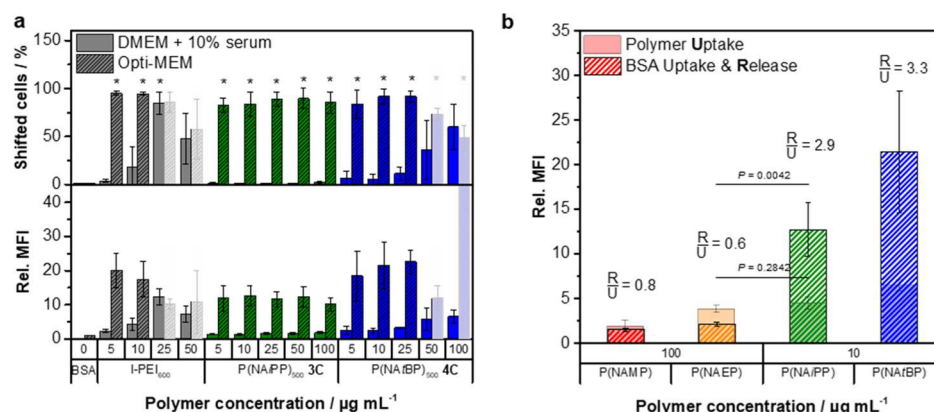 a
DMEM + 10% serum
Opti-MEM
Shifted cells / %
100
75
50
25
0
* * * * * * * * * * * *
Rel. MFI
40
30
20
10
0
0 5 10 25 50 5 10 25 50 100 5 10 25 50 100
BSA l-PEI600 P(NAiPP)500 3C P(NAtBP)500 4C
Polymer concentration / µg mL-1
b
Polymer Uptake
BSA Uptake & Release
Rel. MFI
35
30
25
20
15
10
5
0
R/U = 0.8
R/U = 0.6
R/U = 2.9
R/U = 3.3
P = 0.0042
P = 0.2842
100 10
P(NAMP) P(NAEP) P(NAiPP) P(NAtBP)
Polymer concentration / µg mL-1